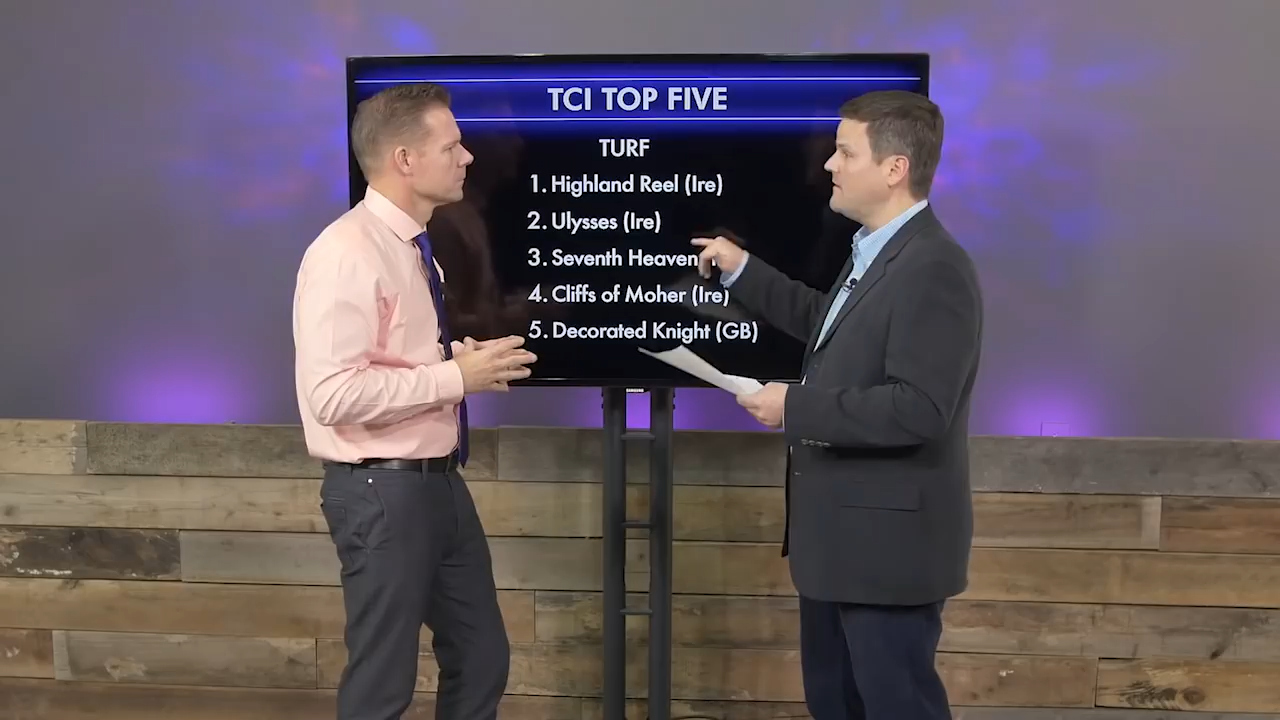 TCI TOP FIVE
TURF
1. Highland Reel (Ire)
2. Ulysses (Ire)
3. Seventh Heaven
4. Cliffs of Moher (Ire)
5. Decorated Knight (GB)
SAMSUNG